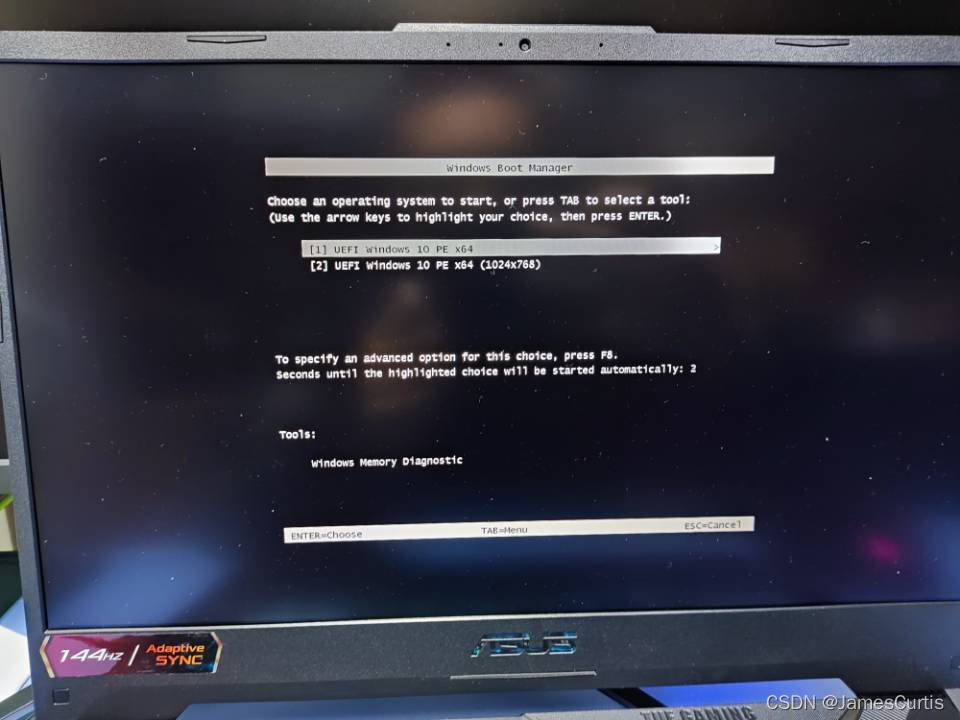 Windows Boot Manager
Choose an operating system to start, or press TAB to select a tool:
(Use the arrow keys to highlight your choice, then press ENTER.)
[1] UEFI Windows 10 PE x64 >
[2] UEFI Windows 10 PE x64 (1024x768)
To specify an advanced option for this choice, press F8.
Seconds until the highlighted choice will be started automatically: 2
Tools:
Windows Memory Diagnostic
ENTER=Choose TAB=Menu ESC=Cancel
144HZ / Adaptive
SYNC
ASUS
THE GAMING
CSDN @JamesCurtis